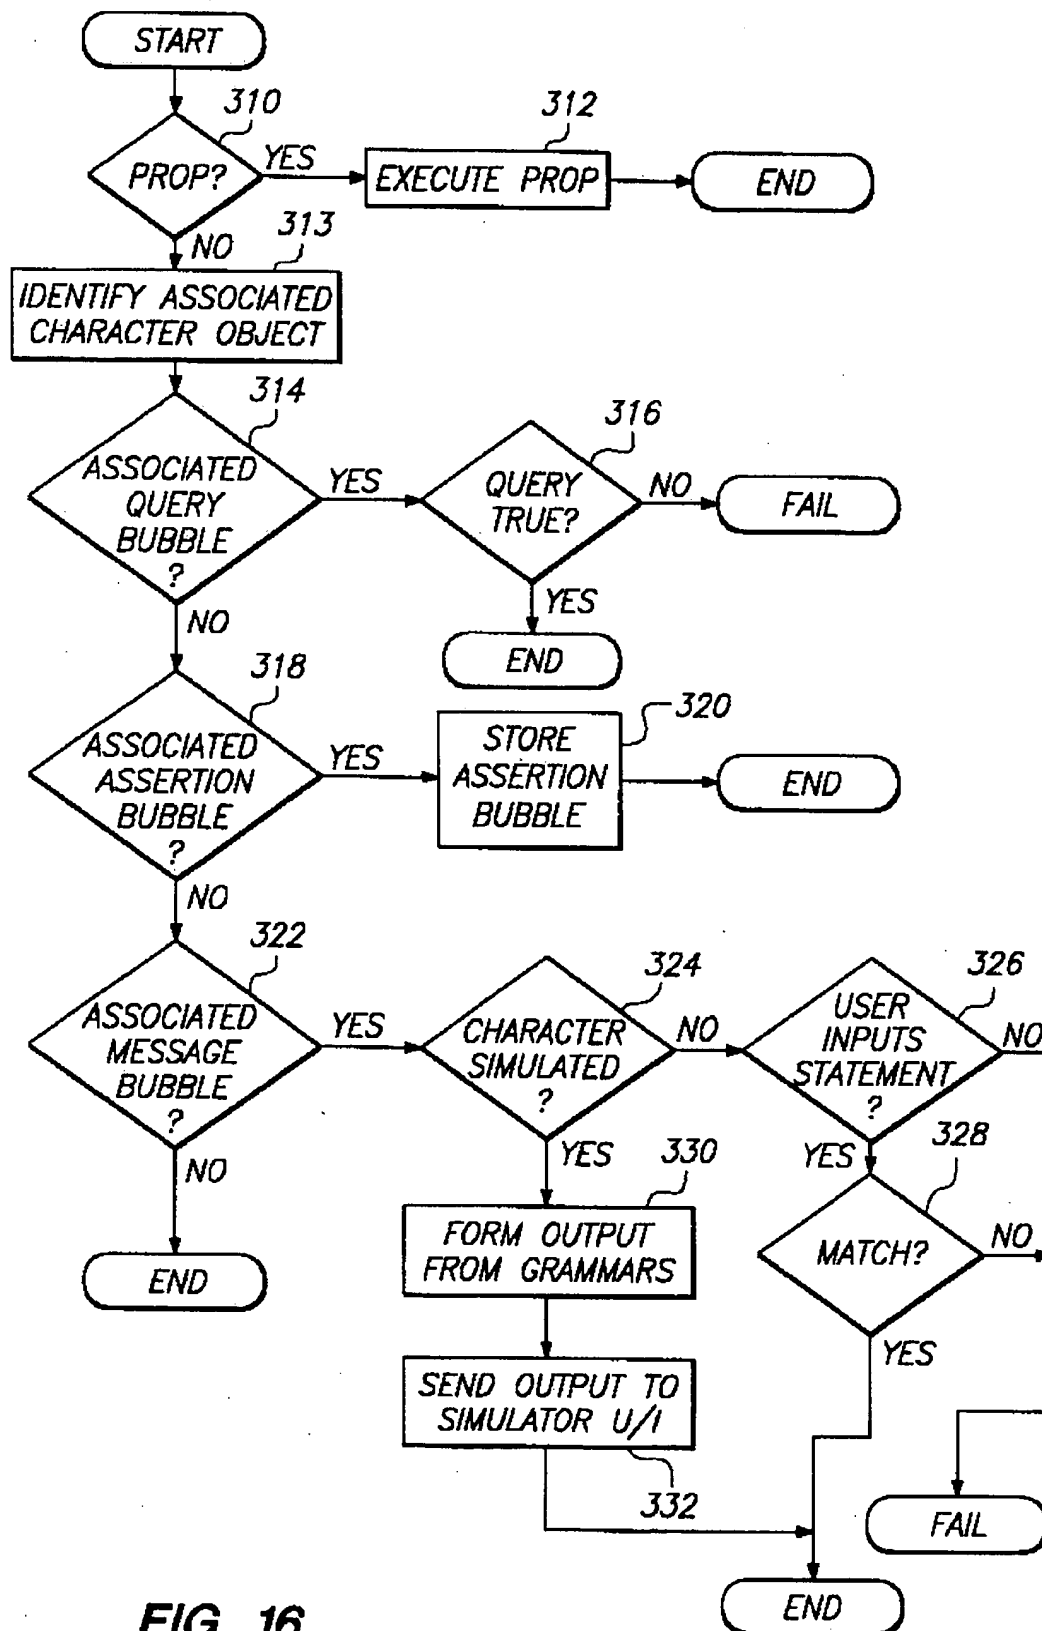 START
310
PROP?
YES
312
EXECUTE PROP
END
NO
313
IDENTIFY ASSOCIATED
CHARACTER OBJECT
314
ASSOCIATED
QUERY
BUBBLE
?
YES
316
QUERY
TRUE?
NO
FAIL
YES
END
NO
318
ASSOCIATED
ASSERTION
BUBBLE
?
YES
320
STORE
ASSERTION
BUBBLE
END
NO
322
ASSOCIATED
MESSAGE
BUBBLE
?
YES
324
CHARACTER
SIMULATED
?
NO
326
USER
INPUTS
STATEMENT
?
NO
NO
END
YES
330
FORM OUTPUT
FROM GRAMMARS
SEND OUTPUT TO
SIMULATOR U/I
332
YES
328
MATCH?
NO
YES
FAIL
END
FIG. 16